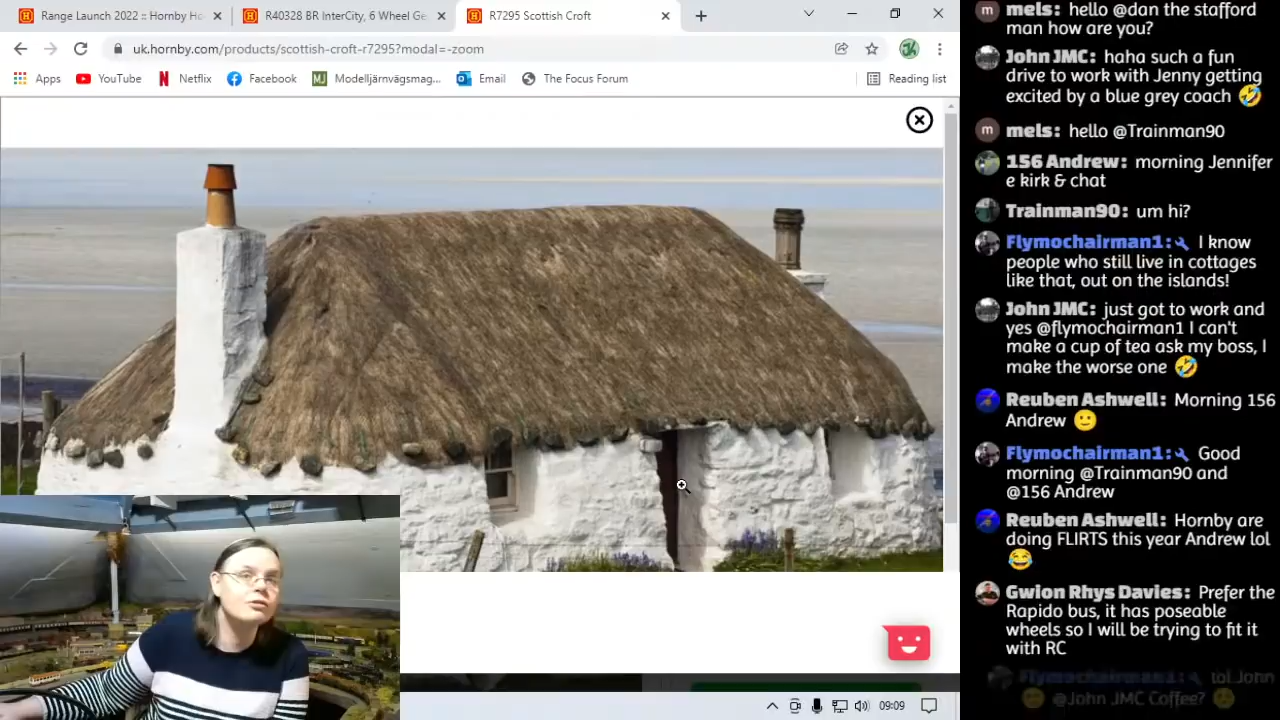 Range Launch 2022 :: Hornby Ho
R40328 BR InterCity, 6 Wheel Ge
R7295 Scottish Croft
uk.hornby.com/products/scottish-croft-r7295?modal=-zoom
Apps
YouTube
Netflix
Facebook
Modelljärnvägsmag...
Email
The Focus Forum
Reading list
09:09
mels: hello @dan the stafford
man how are you?
John JMC: haha such a fun
drive to work with Jenny getting
excited by a blue grey coach 🤣
mels: hello @Trainman90
156 Andrew: morning Jennifer
e kirk & chat
Trainman90: um hi?
Flymochairman1: I know
people who still live in cottages
like that, out on the islands!
John JMC: just got to work and
yes @flymochairman1 I can't
make a cup of tea ask my boss, I
make the worse one 🤣
Reuben Ashwell: Morning 156
Andrew 🙂
Flymochairman1: Good
morning @Trainman90 and
@156 Andrew
Reuben Ashwell: Hornby are
doing FLIRTS this year Andrew lol
😂
Gwion Rhys Davies: Prefer the
Rapido bus, it has poseable
wheels so I will be trying to fit it
with RC
Flymochairman1: lol John
@John JMC Coffee?